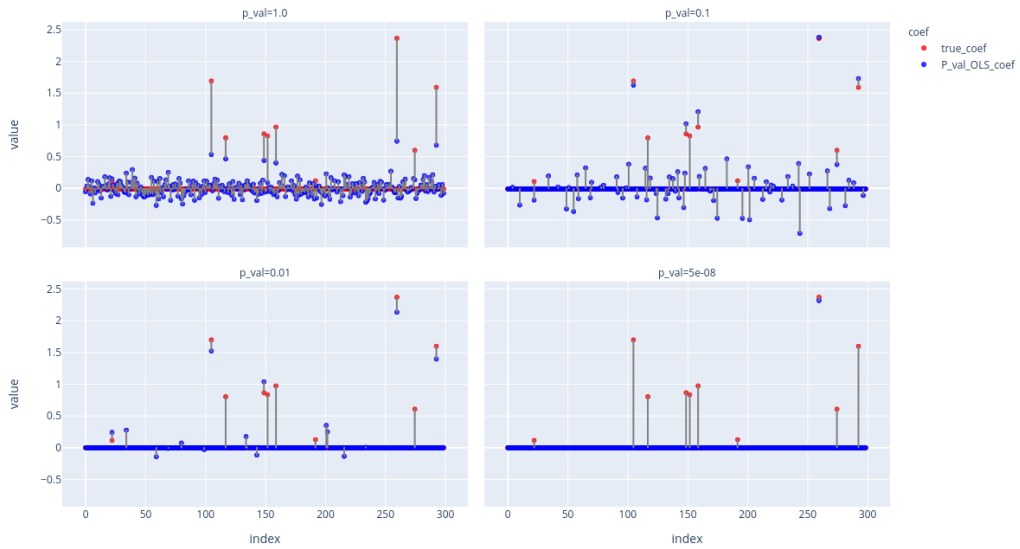 p_val=1.0
p_val=0.1
coef
true_coef
P_val_OLS_coef
2.5
2
1.5
1
0.5
0
−0.5
value
p_val=0.01
p_val=5e-08
2.5
2
1.5
1
0.5
0
−0.5
value
0
50
100
150
200
250
300
0
50
100
150
200
250
300
index
index